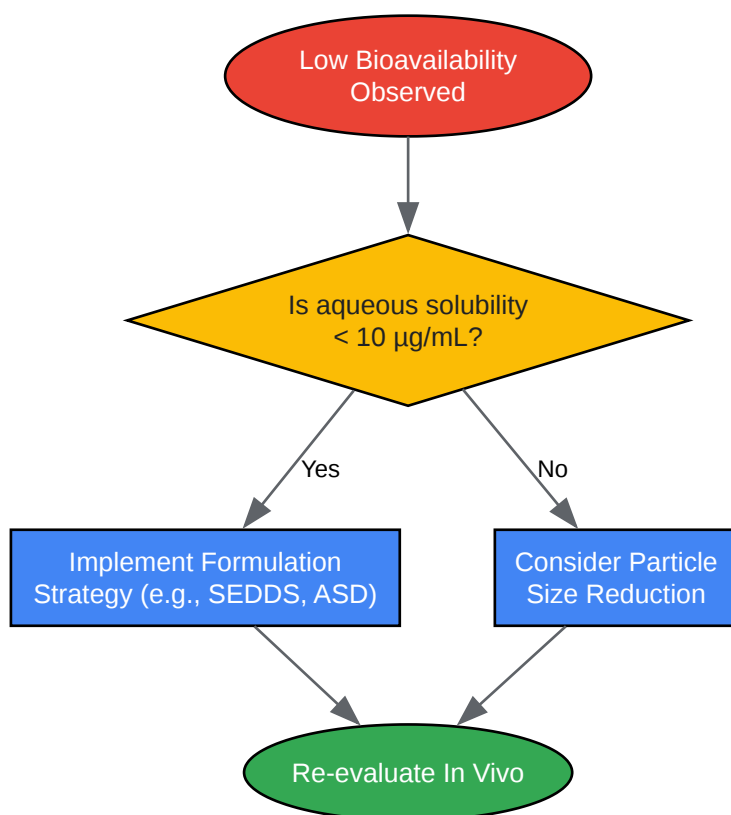 Low Bioavailability
Observed
Is aqueous solubility
< 10 µg/mL?
Yes
No
Implement Formulation
Strategy (e.g., SEDDS, ASD)
Consider Particle
Size Reduction
Re-evaluate In Vivo